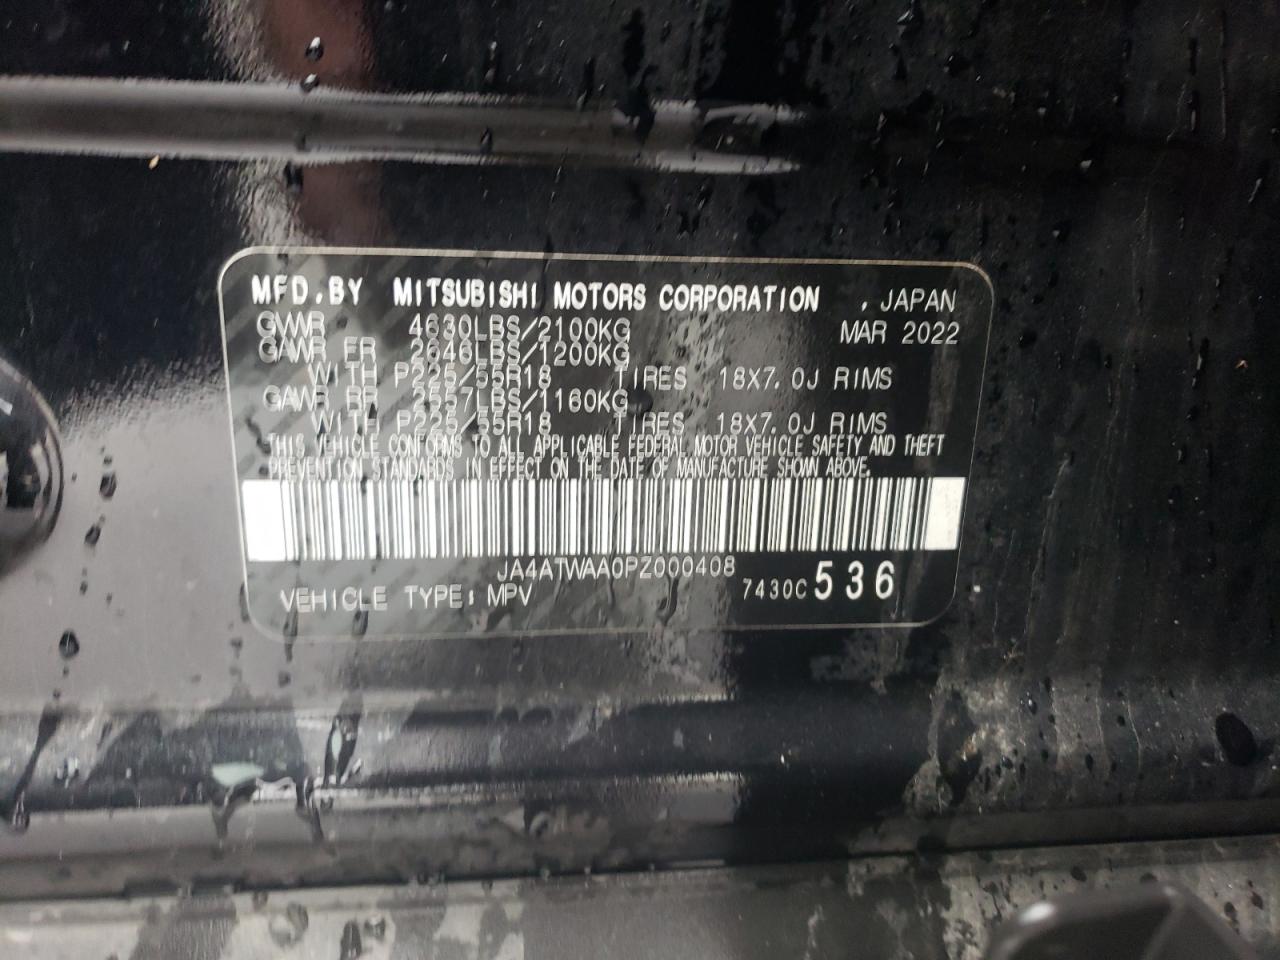 MFD.BY MITSUBISHI MOTORS CORPORATION , JAPAN
GVWR 4630LBS/2100KG MAR 2022
GAWR FR 2646LBS/1200KG
WITH P225/55R18 TIRES 18X7.0J RIMS
GAWR RR 2557LBS/1160KG
WITH P225/55R18 TIRES 18X7.0J RIMS
THIS VEHICLE CONFORMS TO ALL APPLICABLE FEDERAL MOTOR VEHICLE SAFETY AND THEFT
PREVENTION STANDARDS IN EFFECT ON THE DATE OF MANUFACTURE SHOWN ABOVE.
JA4ATWAA0PZ000408
VEHICLE TYPE: MPV 7430C 536